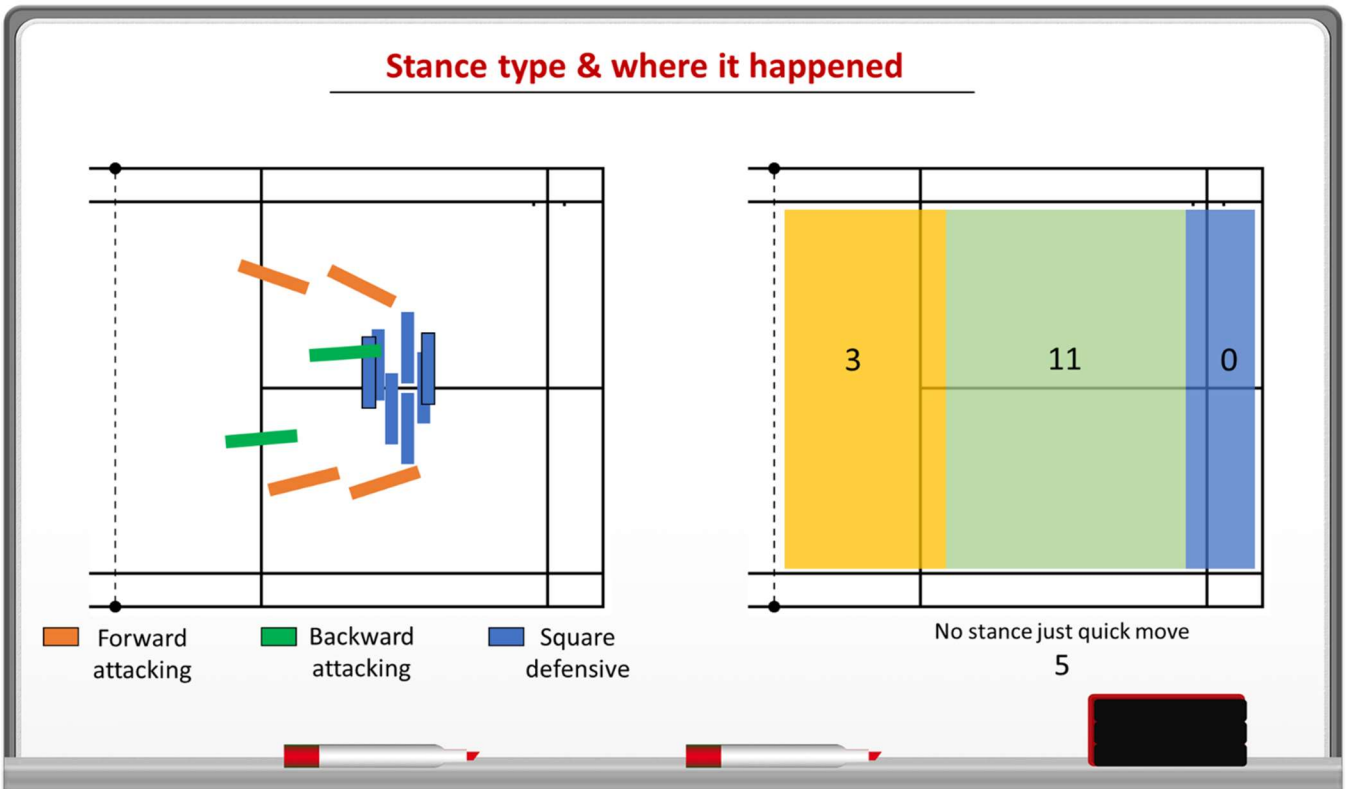 Stance type & where it happened
3
11
0
Forward
attacking
Backward
attacking
Square
defensive
No stance just quick move
5